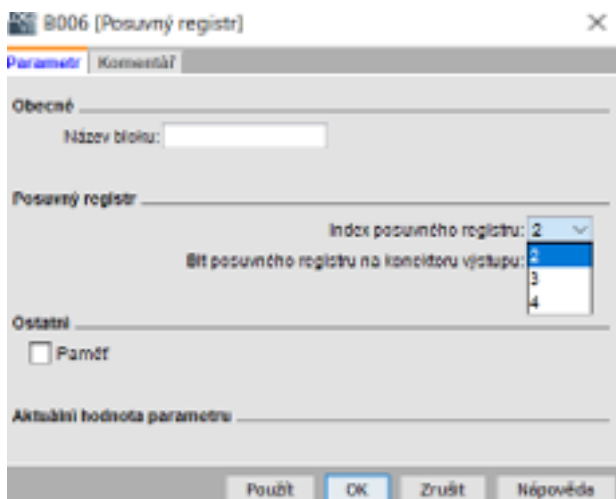 B006 [Posuvný registr]
Parametr Komentář
Obecné
Název bloku:
Posuvný registr
Index posuvného registru: 2
Bit posuvného registru na konektoru výstupu:
2
3
4
Ostatní
Paměť
Aktuální hodnota parametru
Použít OK Zrušit Nápověda